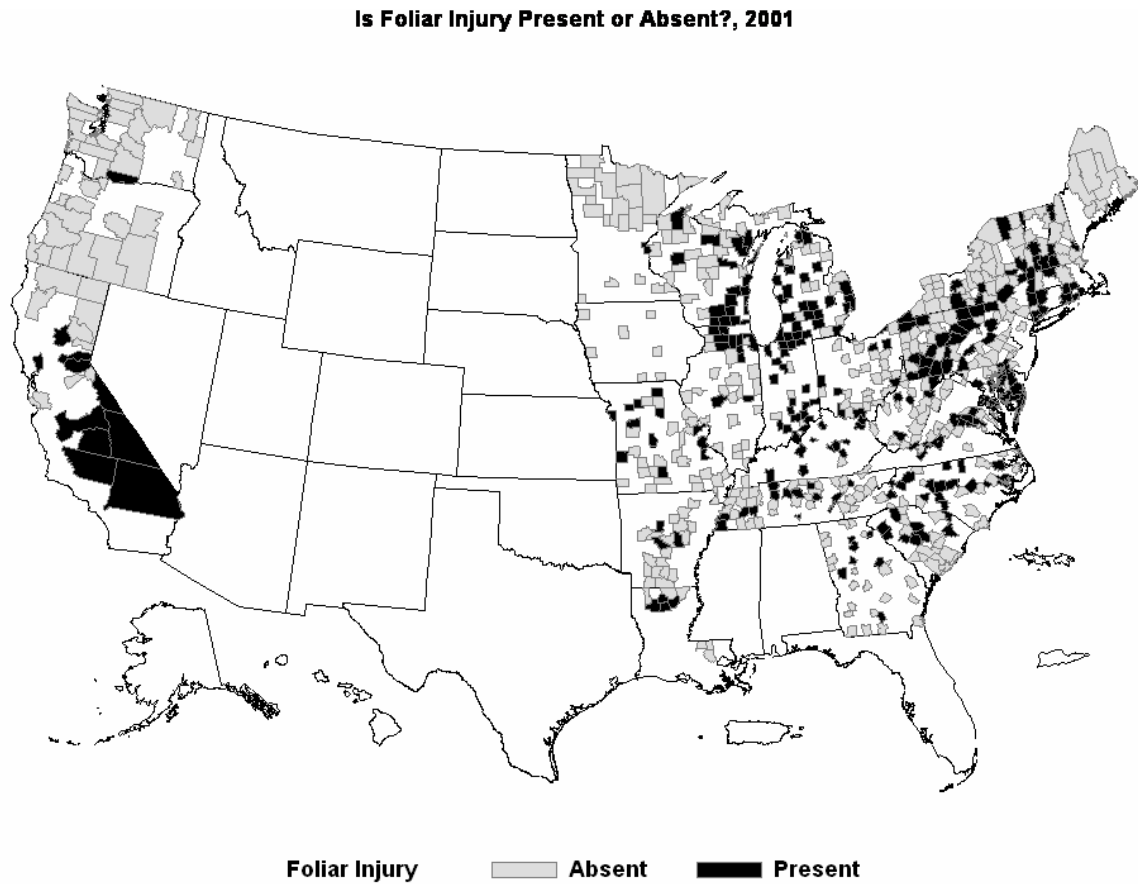 Is Foliar Injury Present or Absent?, 2001
Foliar Injury Absent Present